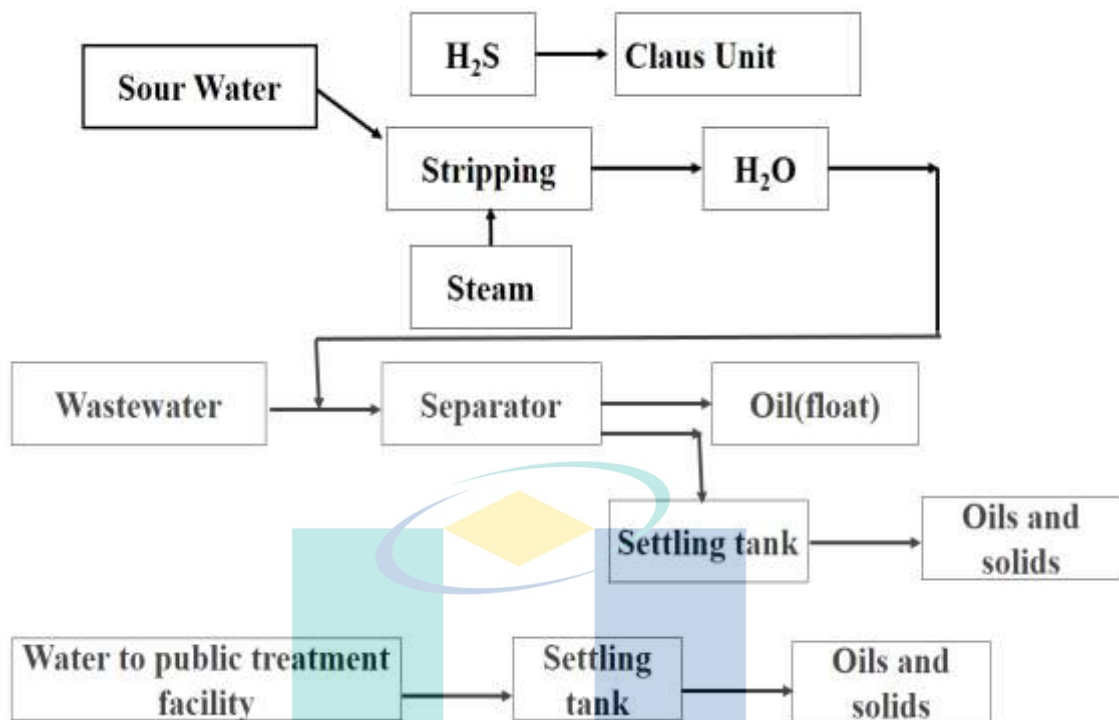 H₂S
Claus Unit
Sour Water
Stripping
H₂O
Steam
Wastewater
Separator
Oil(float)
Settling tank
Oils and
solids
Water to public treatment
facility
Settling
tank
Oils and
solids